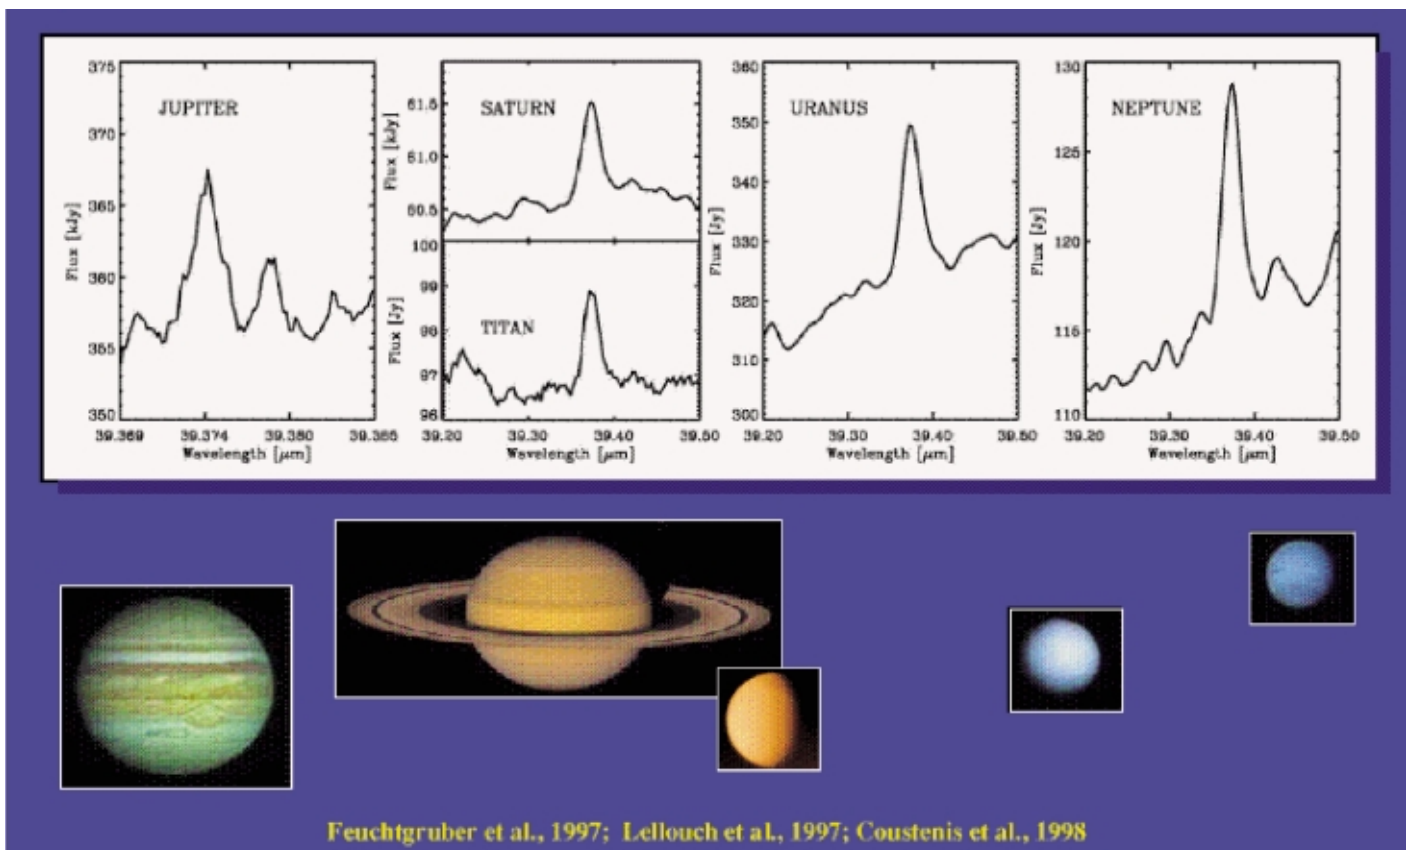 JUPITER
375
370
365
360
355
350
Flux [kJy]
39.369
39.374
39.380
39.385
Wavelength [μm]
SATURN
61.5
61.0
60.5
Flux [kJy]
TITAN
100
99
98
97
96
Flux [Jy]
39.20
39.30
39.40
39.50
Wavelength [μm]
URANUS
360
350
340
330
320
310
300
Flux [Jy]
39.20
39.30
39.40
39.50
Wavelength [μm]
NEPTUNE
130
125
120
115
110
Flux [Jy]
39.20
39.30
39.40
39.50
Wavelength [μm]
Feuchtgruber et al., 1997; Lellouch et al., 1997; Coustenis et al., 1998